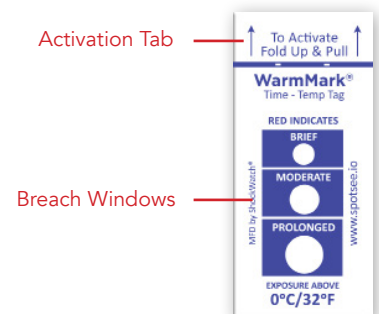 Activation Tab
To Activate
Fold Up & Pull
WarmMark®
Time - Temp Tag
RED INDICATES
BRIEF
MODERATE
PROLONGED
Breach Windows
MFD by ShockWatch®
www.spotsee.io
EXPOSURE ABOVE
0°C/32°F